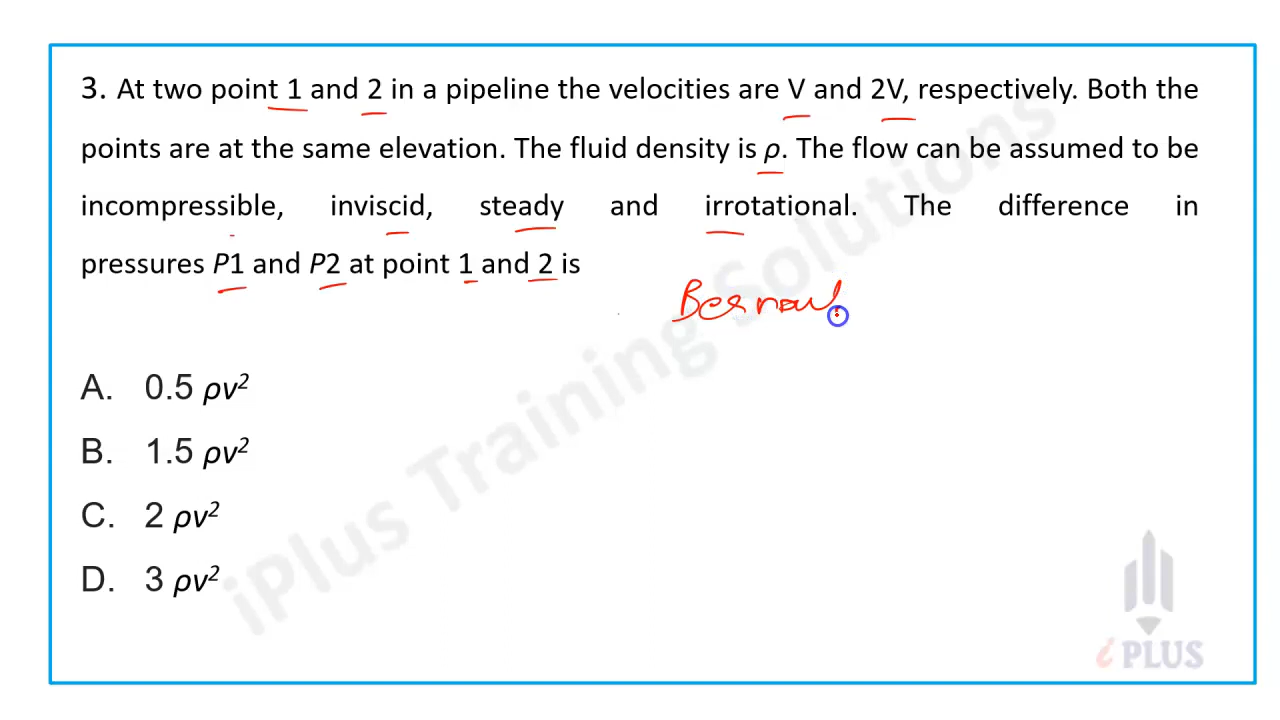 3. At two point 1 and 2 in a pipeline the velocities are V and 2V, respectively. Both the
points are at the same elevation. The fluid density is ρ. The flow can be assumed to be
incompressible, inviscid, steady and irrotational. The difference in
pressures P1 and P2 at point 1 and 2 is
Bernoul
A. 0.5 ρv²
B. 1.5 ρv²
C. 2 ρv²
D. 3 ρv²
iPlus Training Solutions
iPLUS